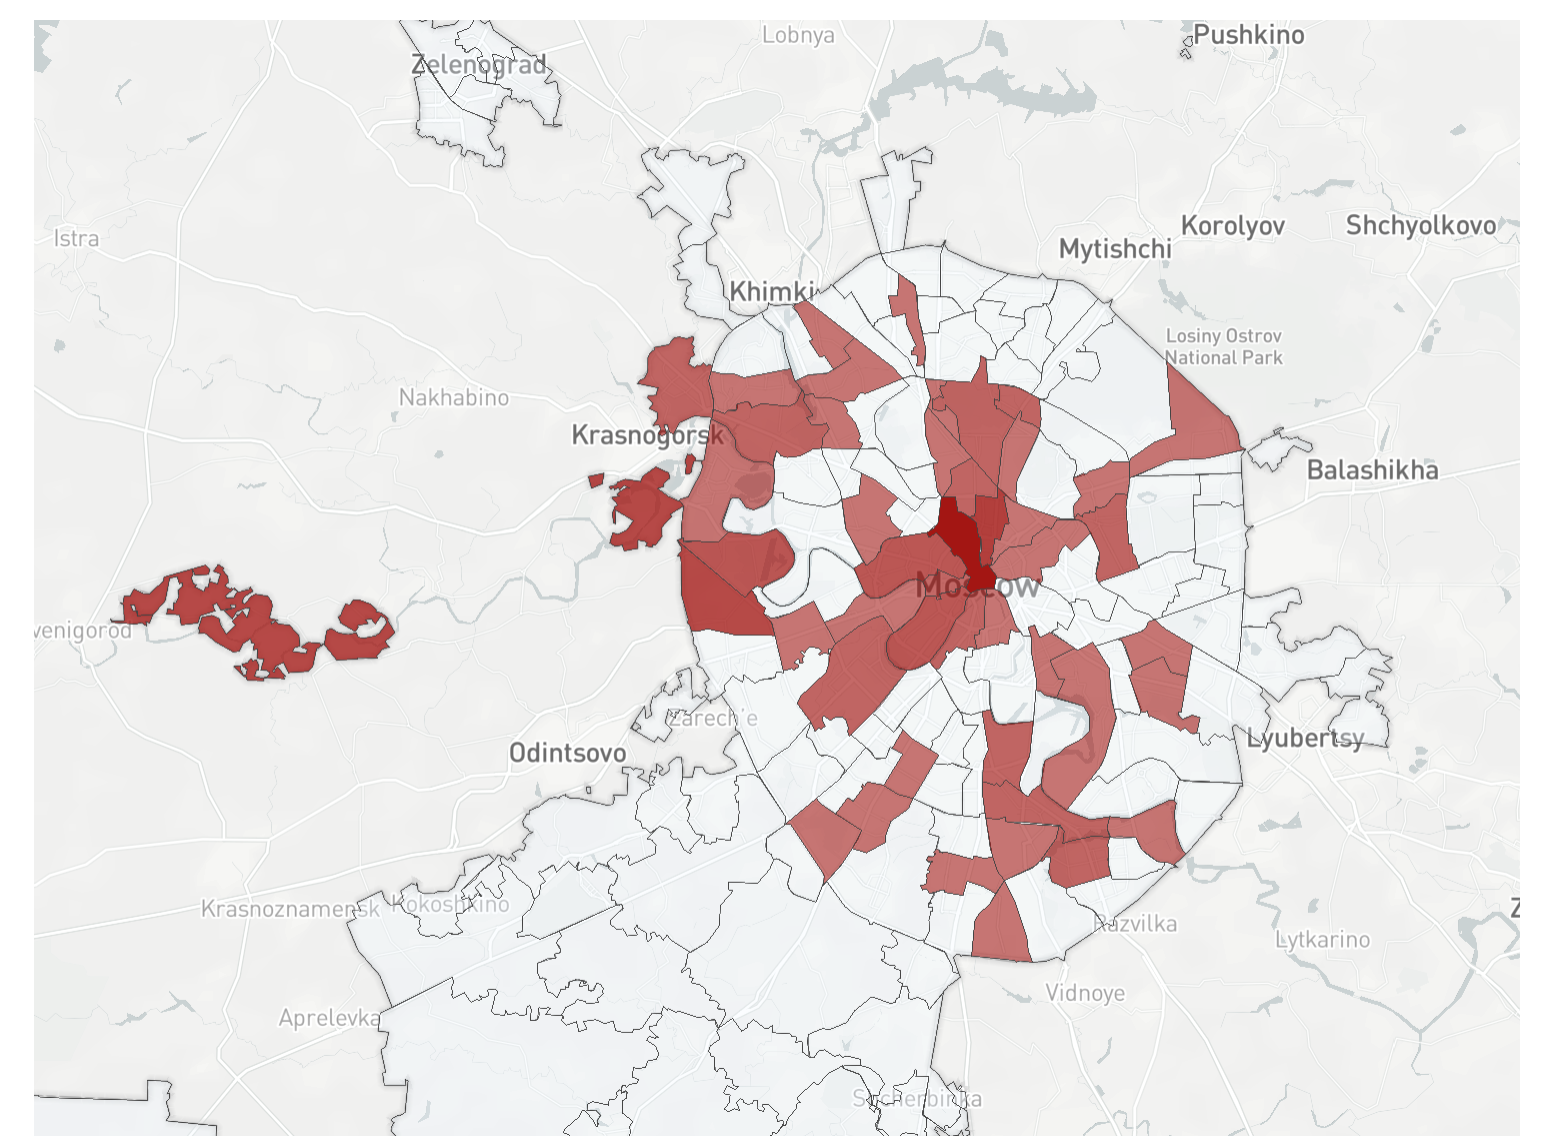 Pushkino
Lobnya
Zelenograd
Korolyov
Shchyolkovo
Istra
Mytishchi
Khimki
Losiny Ostrov
National Park
Nakhabino
Krasnogorsk
Balashikha
Moscow
venigorod
Zarech'e
Odintsovo
Lyubertsy
Krasnoznamensk
Kokoshkino
Z
Razvilka
Lytkarino
Vidnoye
Aprelevka
Shcherbinka